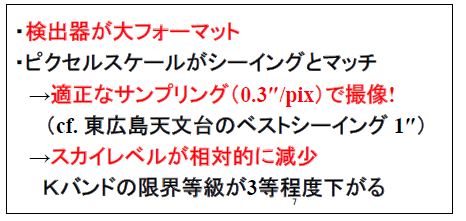 ・検出器が大フォーマット
・ピクセルスケールがシーイングとマッチ
→適正なサンプリング（0.3″/pix）で撮像!
（cf. 東広島天文台のベストシーイング 1″）
→スカイレベルが相対的に減少
Ｋバンドの限界等級が3等程度下がる
7